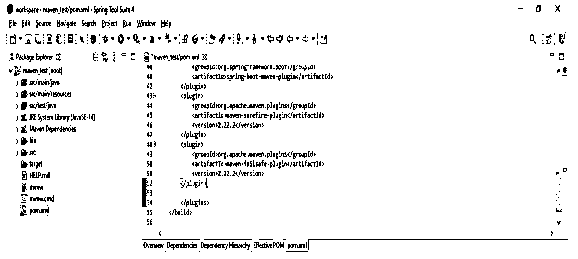 workspace - maven_test/pom.xml - Spring Tool Suite 4
File Edit Source Navigate Search Project Run Window Help
Package Explorer
*maven_test/pom.xml
maven_test [boot]
src/main/java
src/main/resources
src/test/java
JRE System Library [JavaSE-14]
Maven Dependencies
bin
src
target
HELP.md
mvnw
mvnw.cmd
pom.xml
40 <groupId>org.springframework.boot</groupId>
41 <artifactId>spring-boot-maven-plugin</artifactId>
42 </plugin>
43 <plugin>
44 <groupId>org.apache.maven.plugins</groupId>
45 <artifactId>maven-surefire-plugin</artifactId>
46 <version>2.22.2</version>
47 </plugin>
48 <plugin>
49 <groupId>org.apache.maven.plugins</groupId>
50 <artifactId>maven-failsafe-plugin</artifactId>
51 <version>2.22.2</version>
52 </plugin>
53
54 </plugins>
55 </build>
56
Overview Dependencies Dependency Hierarchy Effective POM pom.xml